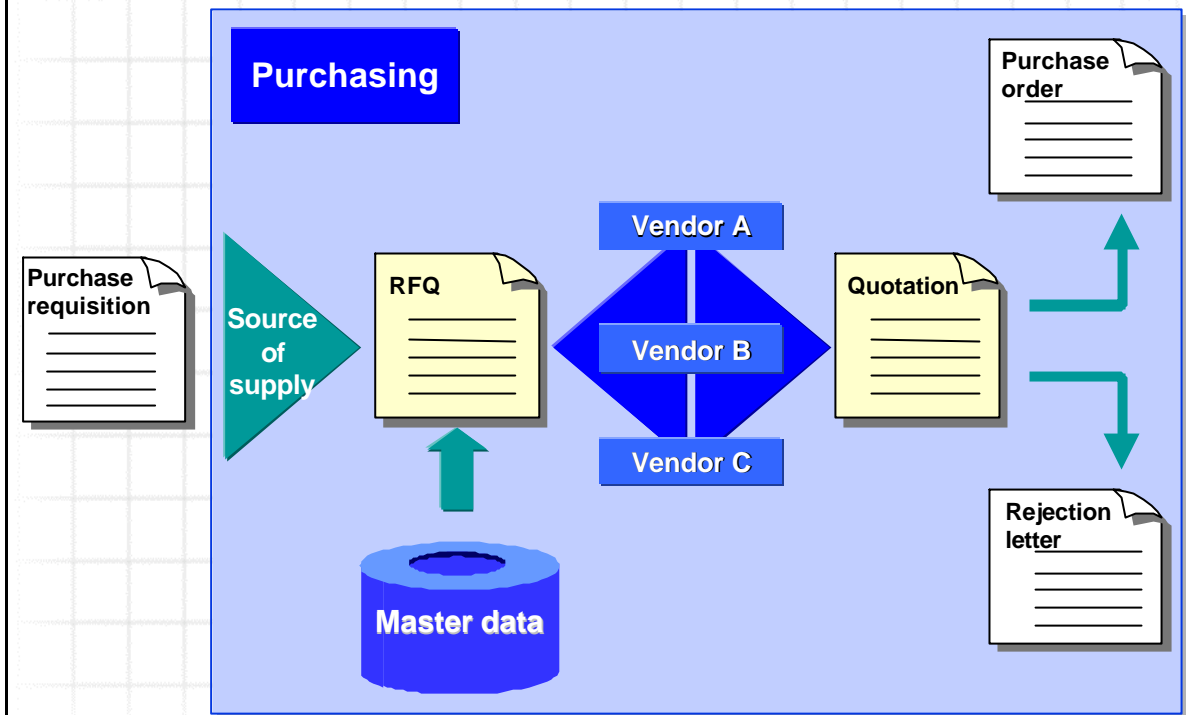 Purchasing
Purchase
order
Purchase
requisition
Source
of
supply
RFQ
Vendor A
Vendor B
Vendor C
Quotation
Master data
Rejection
letter